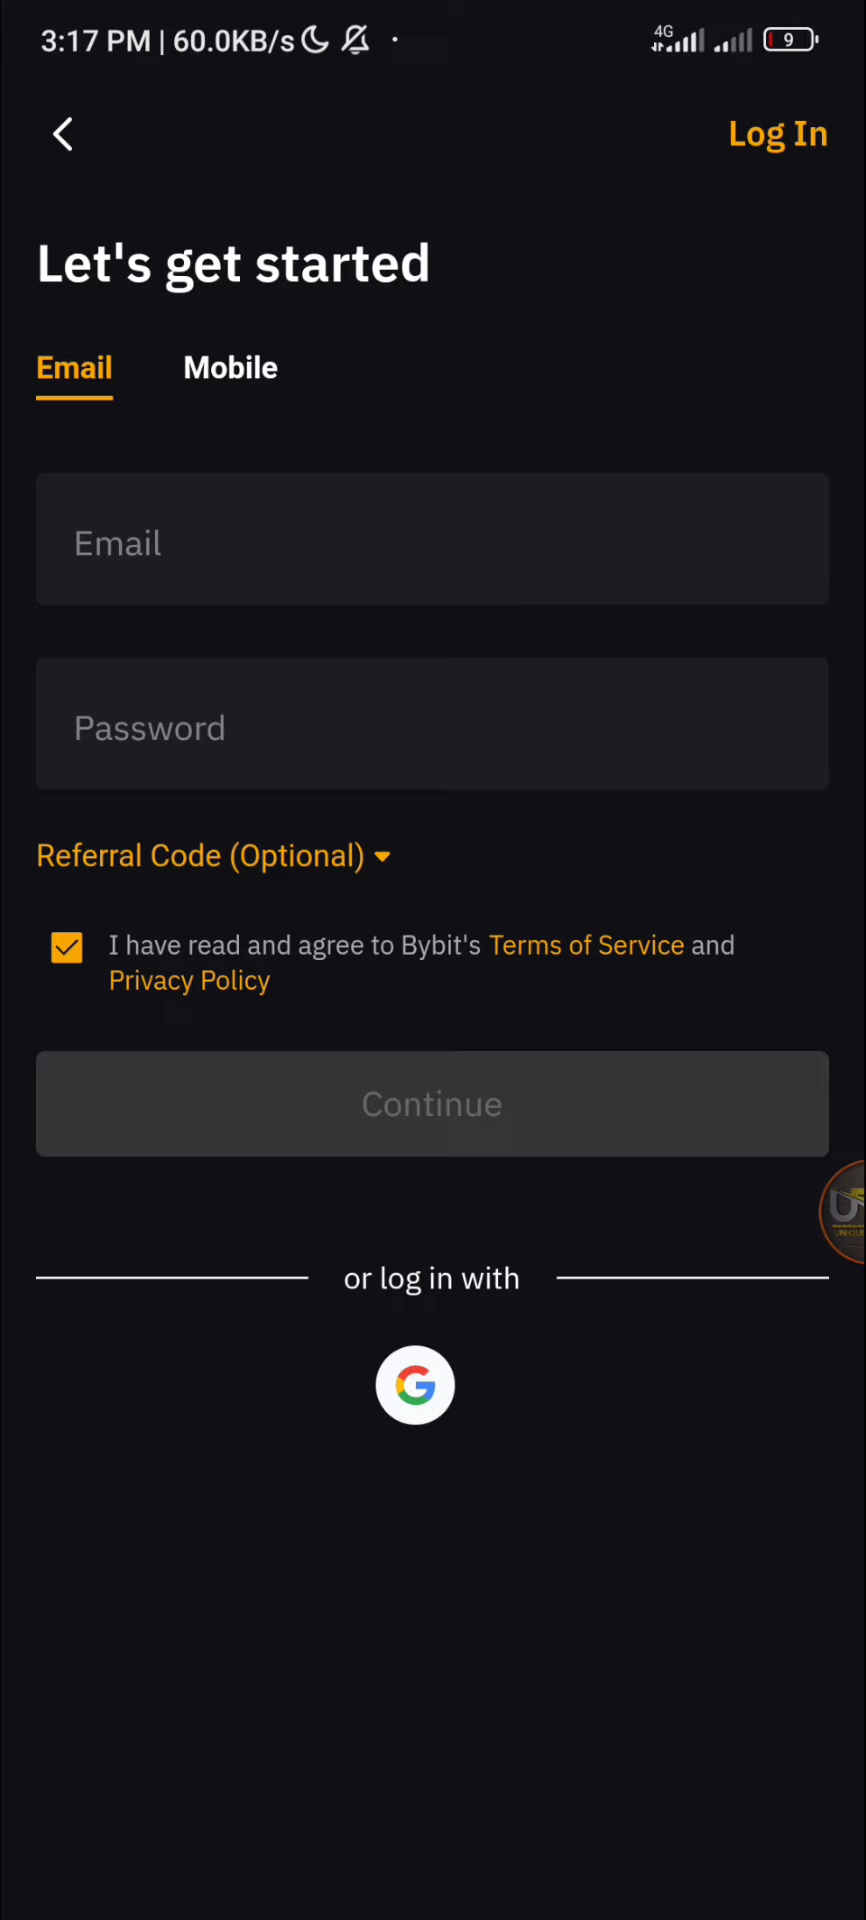 3:17 PM | 60.0KB/s
4G
9
Log In
Let's get started
Email Mobile
Email
Password
Referral Code (Optional)
I have read and agree to Bybit's Terms of Service and
Privacy Policy
Continue
or log in with